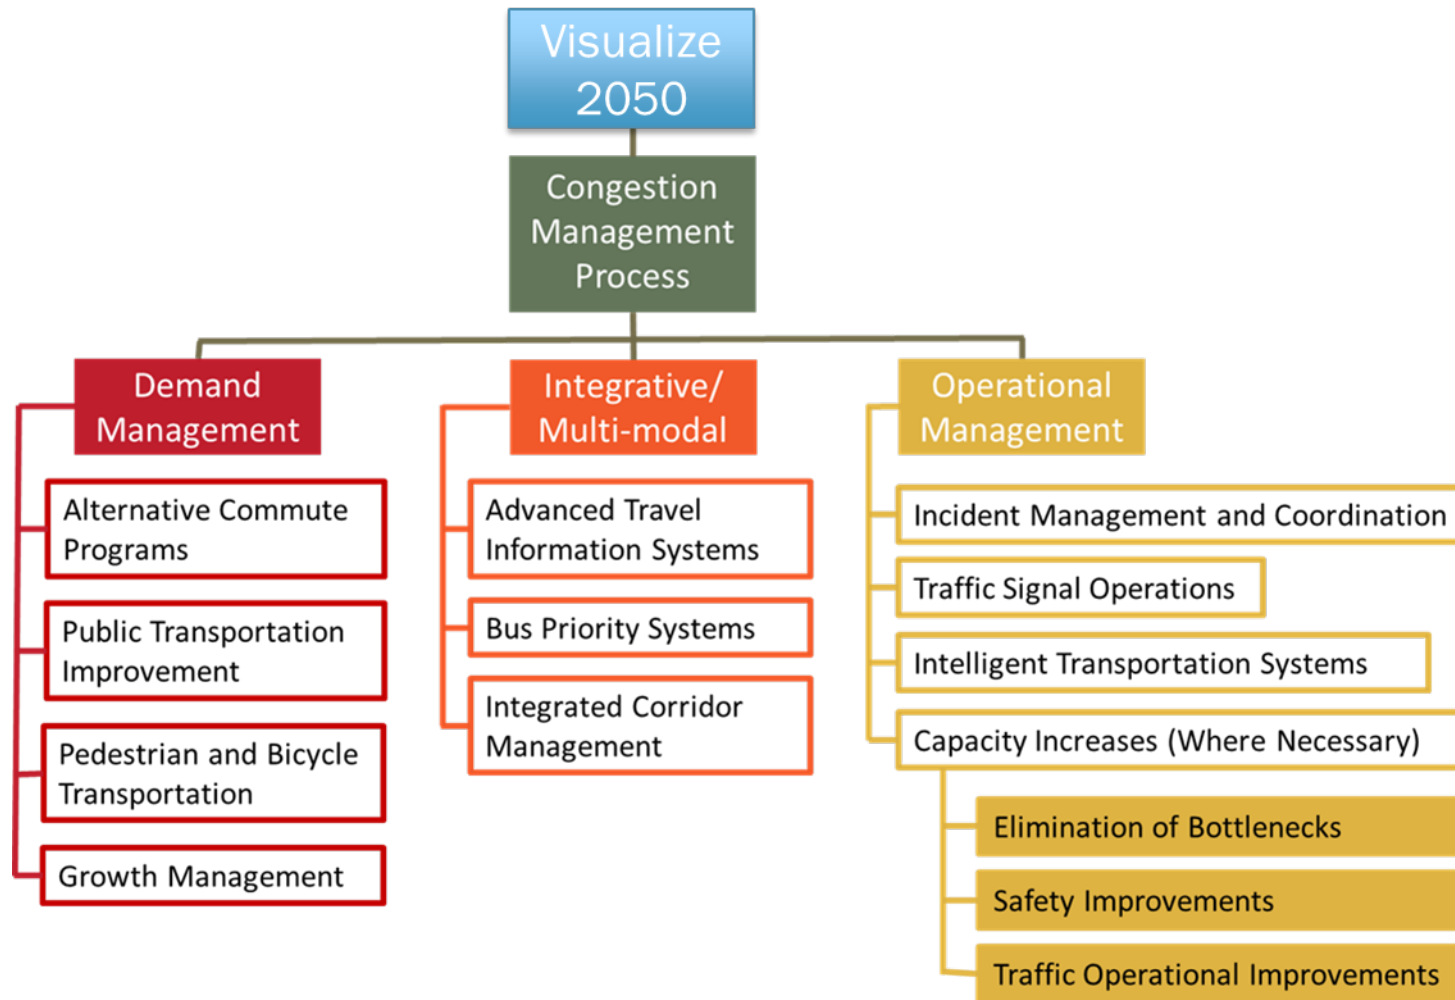 Visualize
2050
Congestion
Management
Process
Demand
Management
Alternative Commute
Programs
Public Transportation
Improvement
Pedestrian and Bicycle
Transportation
Growth Management
Integrative/
Multi-modal
Advanced Travel
Information Systems
Bus Priority Systems
Integrated Corridor
Management
Operational
Management
Incident Management and Coordination
Traffic Signal Operations
Intelligent Transportation Systems
Capacity Increases (Where Necessary)
Elimination of Bottlenecks
Safety Improvements
Traffic Operational Improvements